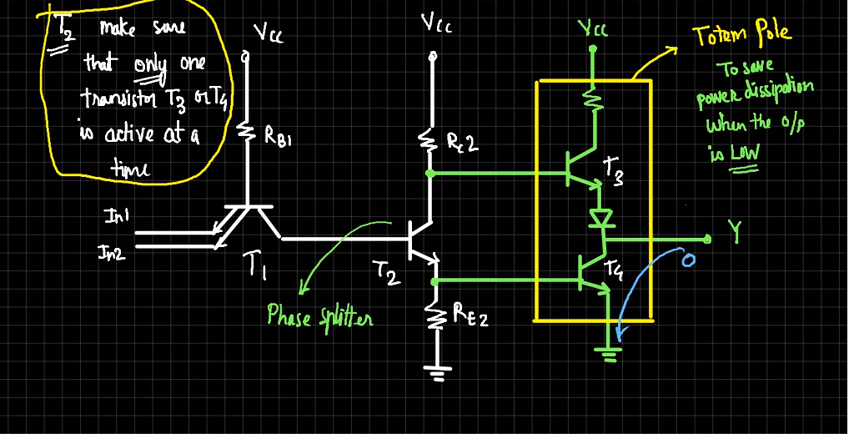 T2 make sure
that only one
transistor T3 or T4
is active at a
time
Vcc
RB1
In1
In2
T1
Phase splitter
Vcc
Rc2
T2
RE2
Vcc
T3
T4
Y
0
Totem Pole
To save
power dissipation
when the o/p
is LOW